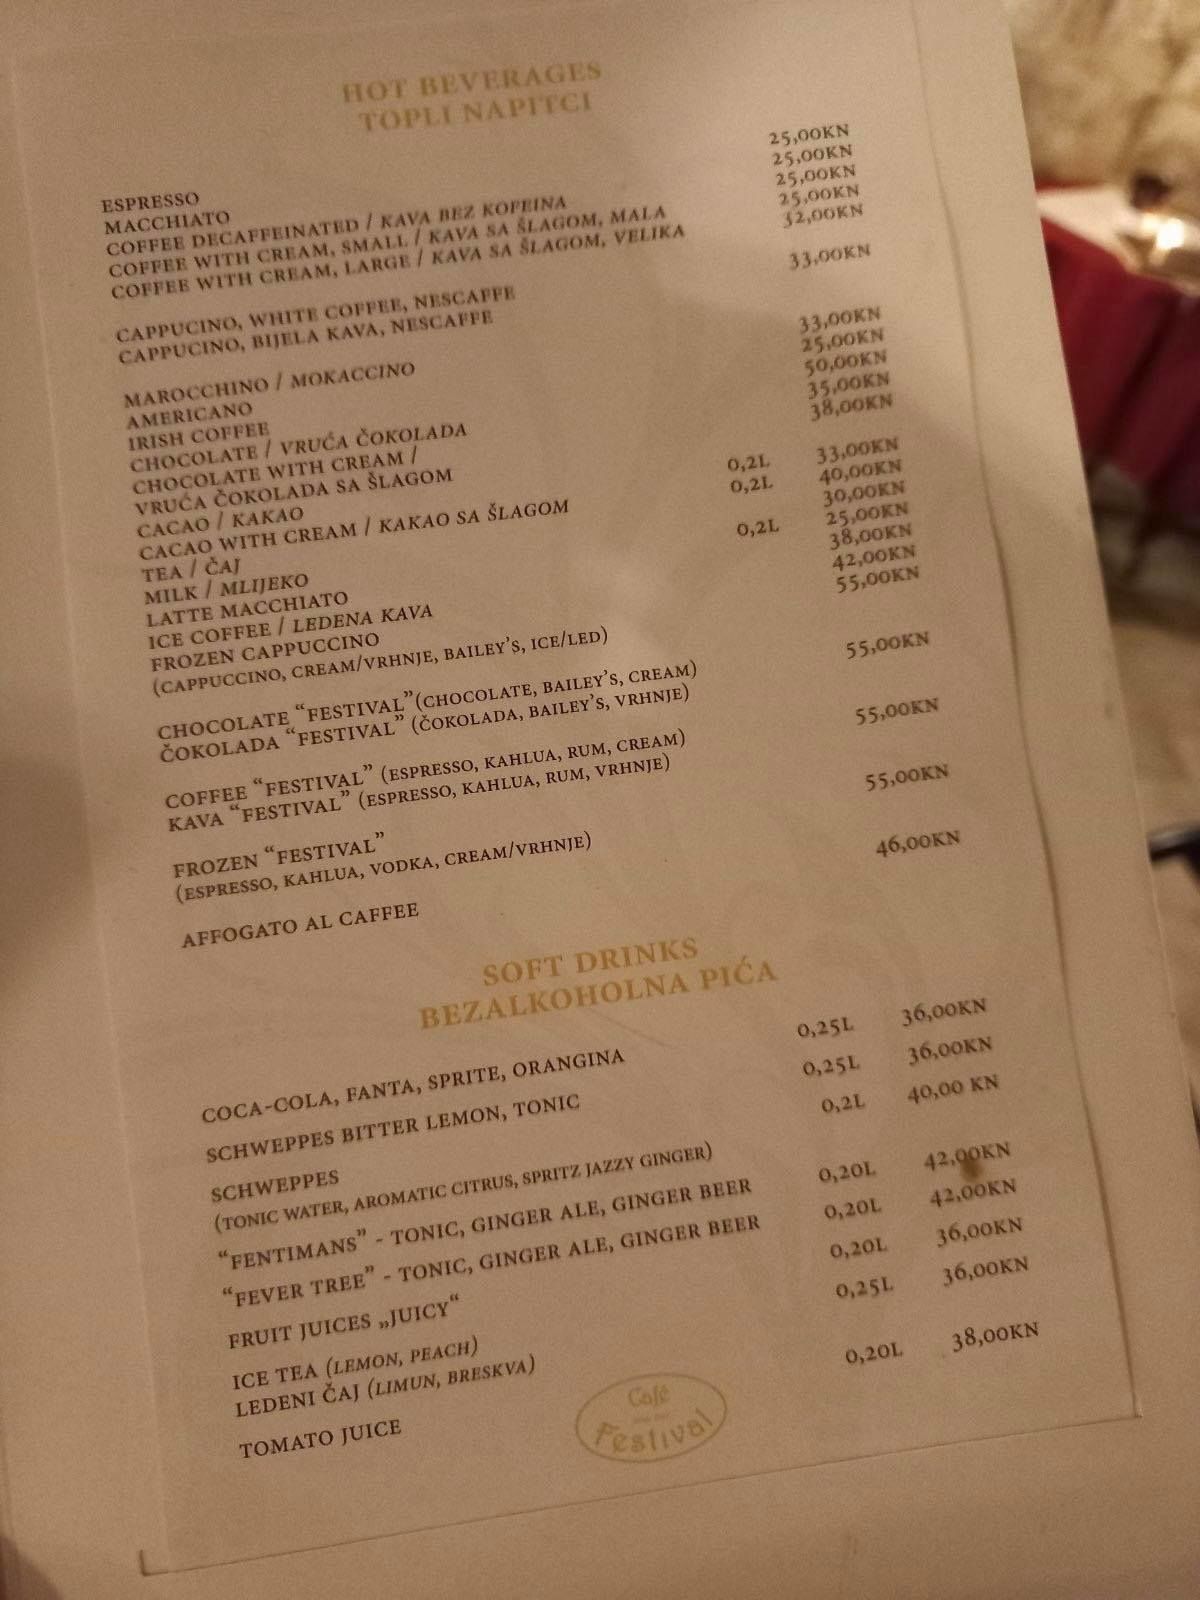 HOT BEVERAGES
TOPLI NAPITCI
ESPRESSO 25,00KN
MACCHIATO 25,00KN
COFFEE DECAFFEINATED / KAVA BEZ KOFEINA 25,00KN
COFFEE WITH CREAM, SMALL / KAVA SA ŠLAGOM, MALA 25,00KN
COFFEE WITH CREAM, LARGE / KAVA SA ŠLAGOM, VELIKA 32,00KN
CAPPUCINO, WHITE COFFEE, NESCAFFE 33,00KN
CAPPUCINO, BIJELA KAVA, NESCAFFE
MAROCCHINO / MOKACCINO 33,00KN
AMERICANO 25,00KN
IRISH COFFEE 50,00KN
CHOCOLATE / VRUĆA ČOKOLADA 35,00KN
CHOCOLATE WITH CREAM / 38,00KN
VRUĆA ČOKOLADA SA ŠLAGOM
CACAO / KAKAO 0,2L 33,00KN
CACAO WITH CREAM / KAKAO SA ŠLAGOM 0,2L 40,00KN
TEA / ČAJ 30,00KN
MILK / MLIJEKO 0,2L 25,00KN
LATTE MACCHIATO 38,00KN
ICE COFFEE / LEDENA KAVA 42,00KN
FROZEN CAPPUCCINO 55,00KN
(CAPPUCCINO, CREAM/VRHNJE, BAILEY'S, ICE/LED)
CHOCOLATE “FESTIVAL”(CHOCOLATE, BAILEY'S, CREAM) 55,00KN
ČOKOLADA “FESTIVAL” (ČOKOLADA, BAILEY'S, VRHNJE)
COFFEE “FESTIVAL” (ESPRESSO, KAHLUA, RUM, CREAM) 55,00KN
KAVA “FESTIVAL” (ESPRESSO, KAHLUA, RUM, VRHNJE)
FROZEN “FESTIVAL” 55,00KN
(ESPRESSO, KAHLUA, VODKA, CREAM/VRHNJE)
AFFOGATO AL CAFFEE 46,00KN
SOFT DRINKS
BEZALKOHOLNA PIĆA
COCA-COLA, FANTA, SPRITE, ORANGINA 0,25L 36,00KN
SCHWEPPES BITTER LEMON, TONIC 0,25L 36,00KN
SCHWEPPES 0,2L 40,00 KN
(TONIC WATER, AROMATIC CITRUS, SPRITZ JAZZY GINGER)
“FENTIMANS” - TONIC, GINGER ALE, GINGER BEER 0,20L 42,00KN
“FEVER TREE” - TONIC, GINGER ALE, GINGER BEER 0,20L 42,00KN
FRUIT JUICES „JUICY“ 0,20L 36,00KN
ICE TEA (LEMON, PEACH) 0,25L 36,00KN
LEDENI ČAJ (LIMUN, BRESKVA)
TOMATO JUICE 0,20L 38,00KN
Café
Festival